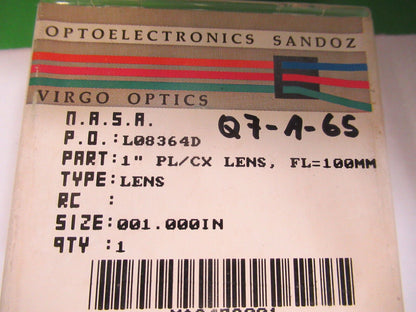 OPTOELECTRONICS SANDOZ
VIRGO OPTICS
N.A.S.A.
Q7-A-65
P.O.:L08364D
PART:1" PL/CX LENS, FL=100MM
TYPE:LENS
RC :
SIZE:001.000IN
QTY :1